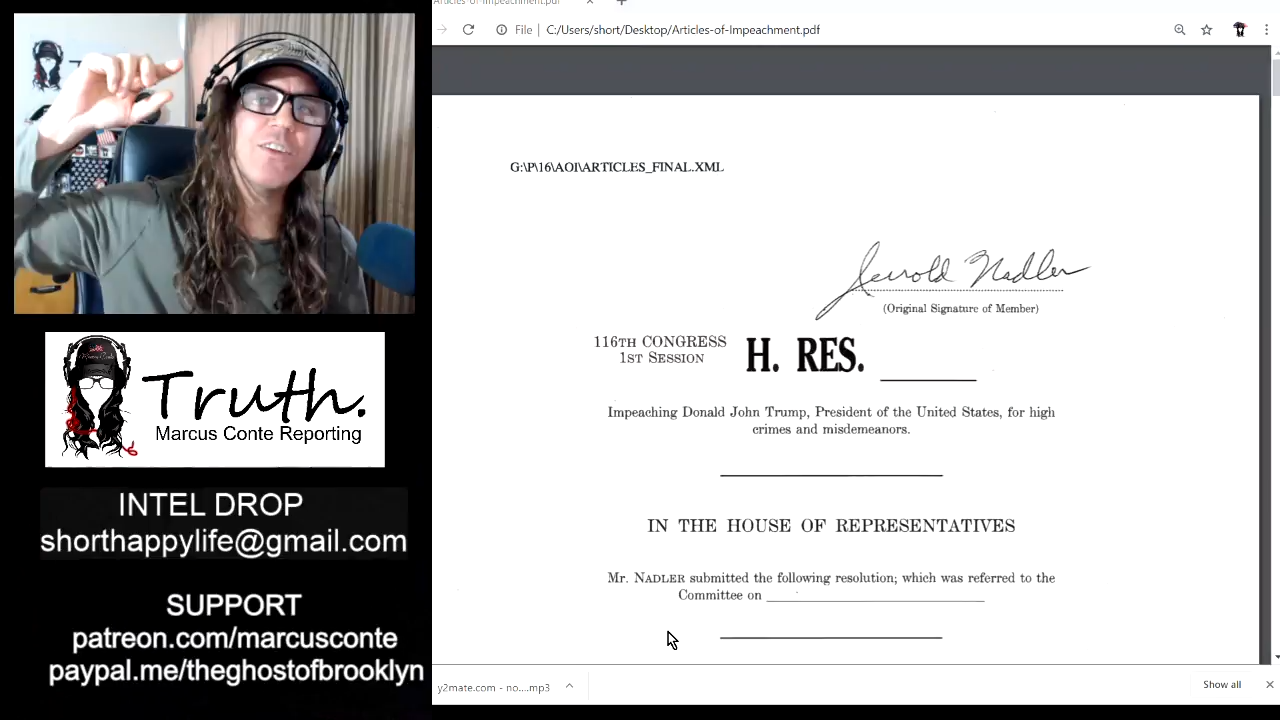 Articles-of-Impeachment.pdf
File
C:/Users/short/Desktop/Articles-of-Impeachment.pdf
G:\P\16\AOI\ARTICLES_FINAL.XML
Jerrold Nadler
(Original Signature of Member)
116TH CONGRESS
1ST SESSION
H. RES.
Impeaching Donald John Trump, President of the United States, for high
crimes and misdemeanors.
IN THE HOUSE OF REPRESENTATIVES
Mr. NADLER submitted the following resolution; which was referred to the
Committee on
y2mate.com - no....mp3
Show all
Truth.
Marcus Conte Reporting
INTEL DROP
shorthappylife@gmail.com
SUPPORT
patreon.com/marcusconte
paypal.me/theghostofbrooklyn